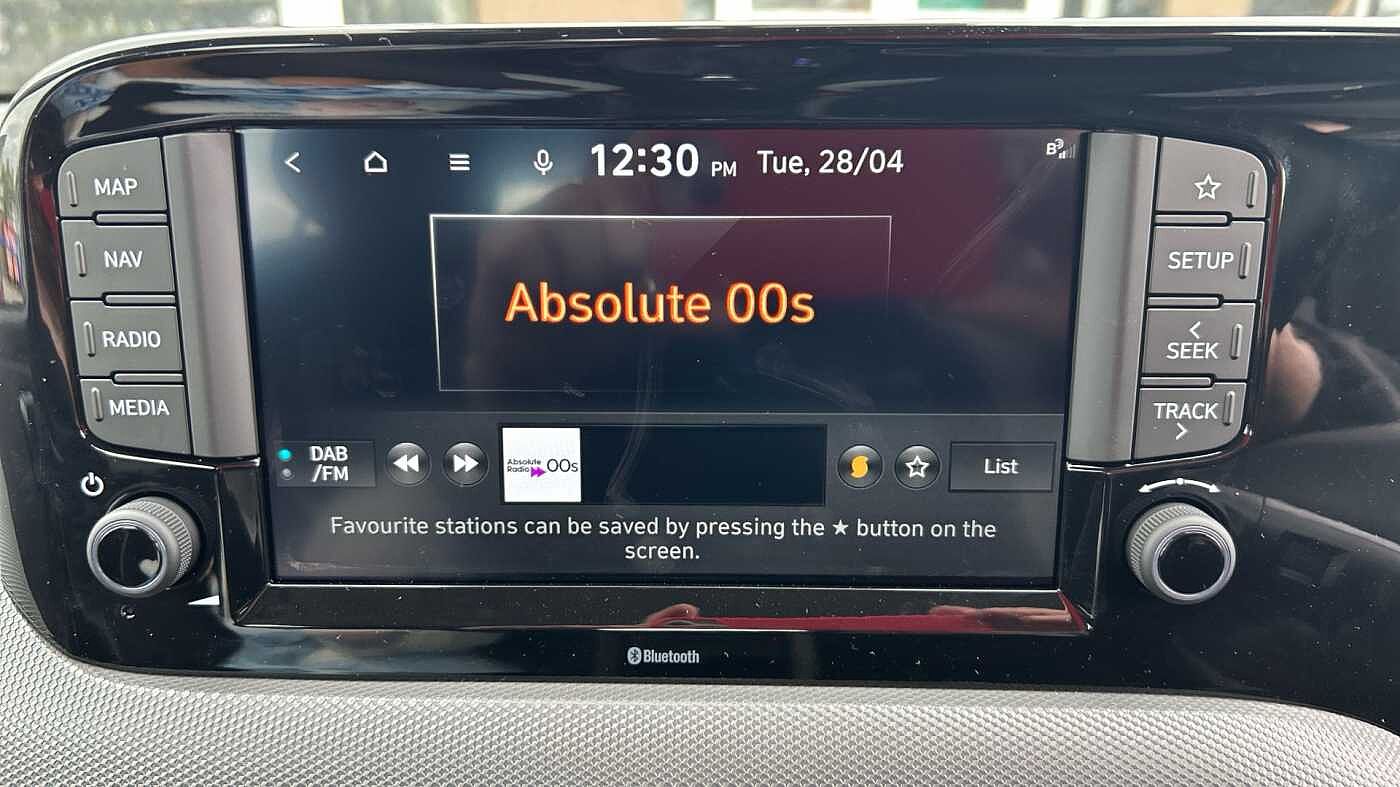 12:30 PM Tue, 28/04
MAP
NAV
RADIO
MEDIA
Absolute 00s
SETUP
SEEK
TRACK
DAB
/FM
Absolute
Radio 00s
List
Favourite stations can be saved by pressing the ★ button on the
screen.
Bluetooth